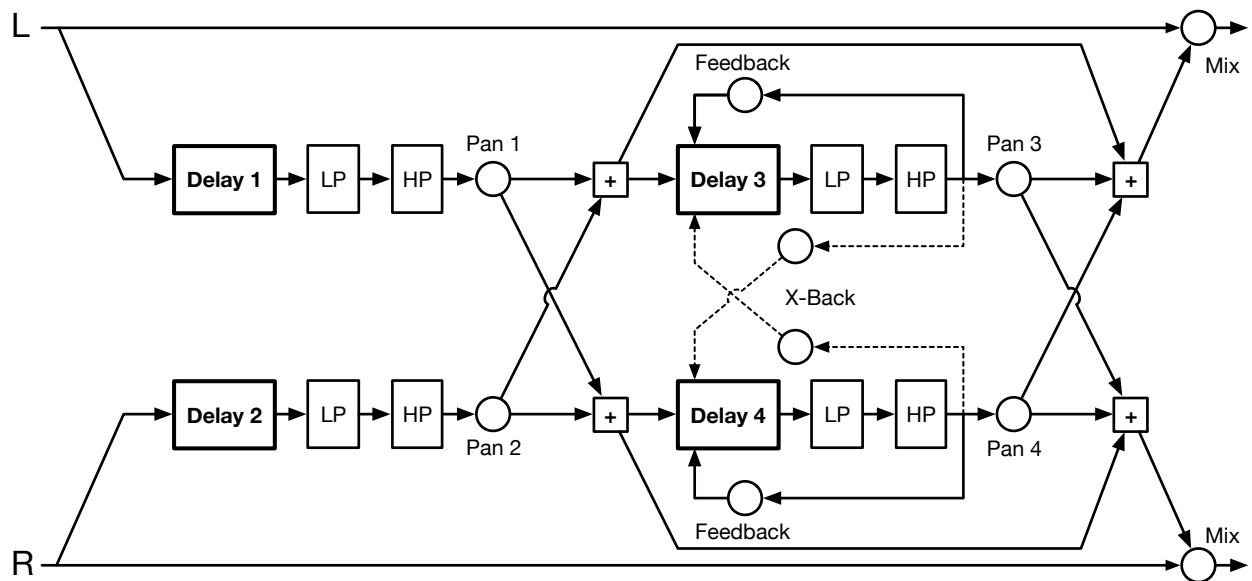 L
Mix
Feedback
Pan 1
Pan 3
Delay 1
LP
HP
+
Delay 3
LP
HP
+
X-Back
Delay 2
LP
HP
+
Delay 4
LP
HP
+
Pan 2
Pan 4
Feedback
Mix
R